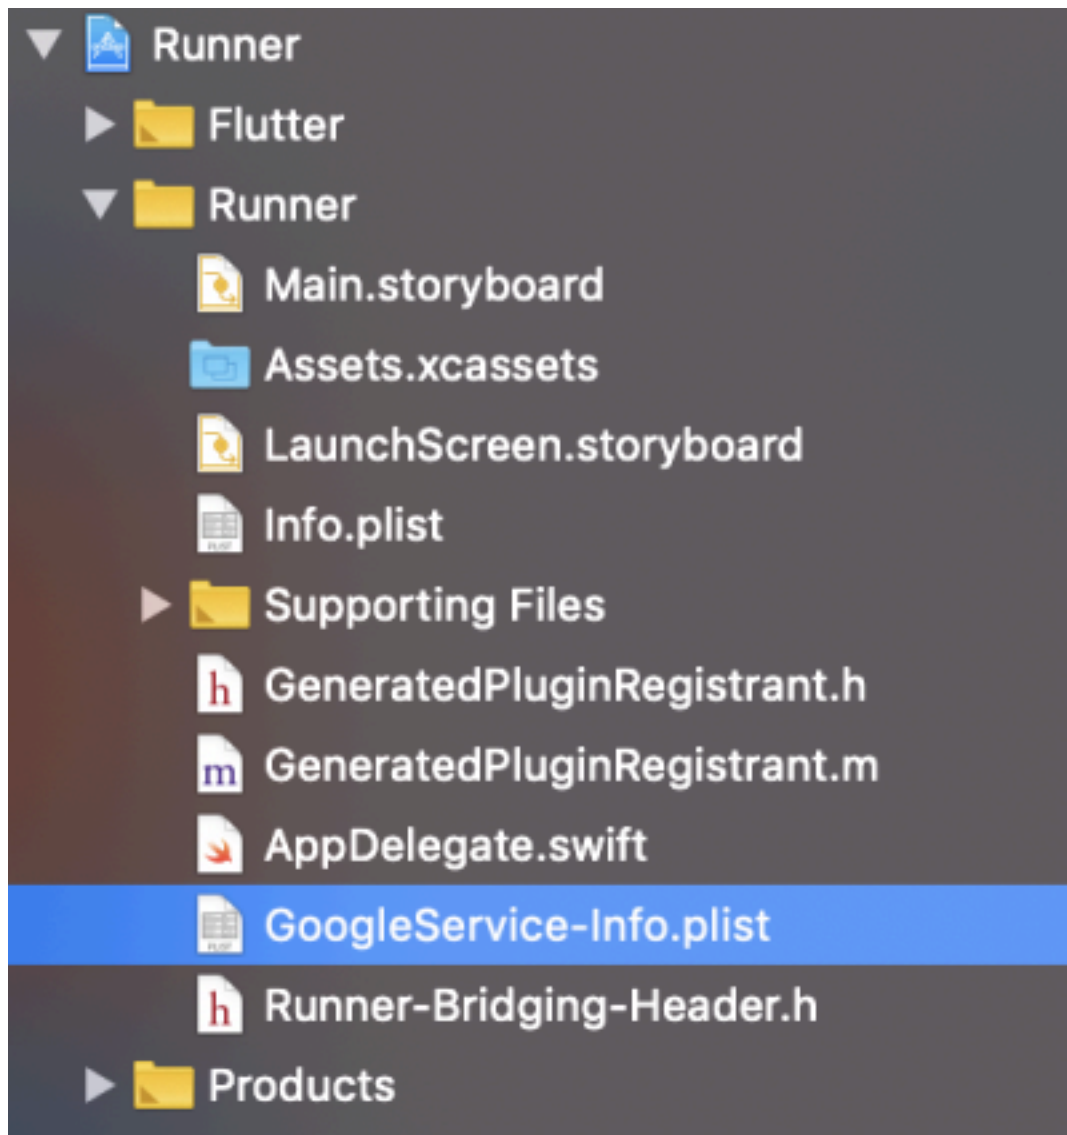 Runner
Flutter
Runner
Main.storyboard
Assets.xcassets
LaunchScreen.storyboard
Info.plist
Supporting Files
h GeneratedPluginRegistrant.h
m GeneratedPluginRegistrant.m
AppDelegate.swift
GoogleService-Info.plist
h Runner-Bridging-Header.h
Products